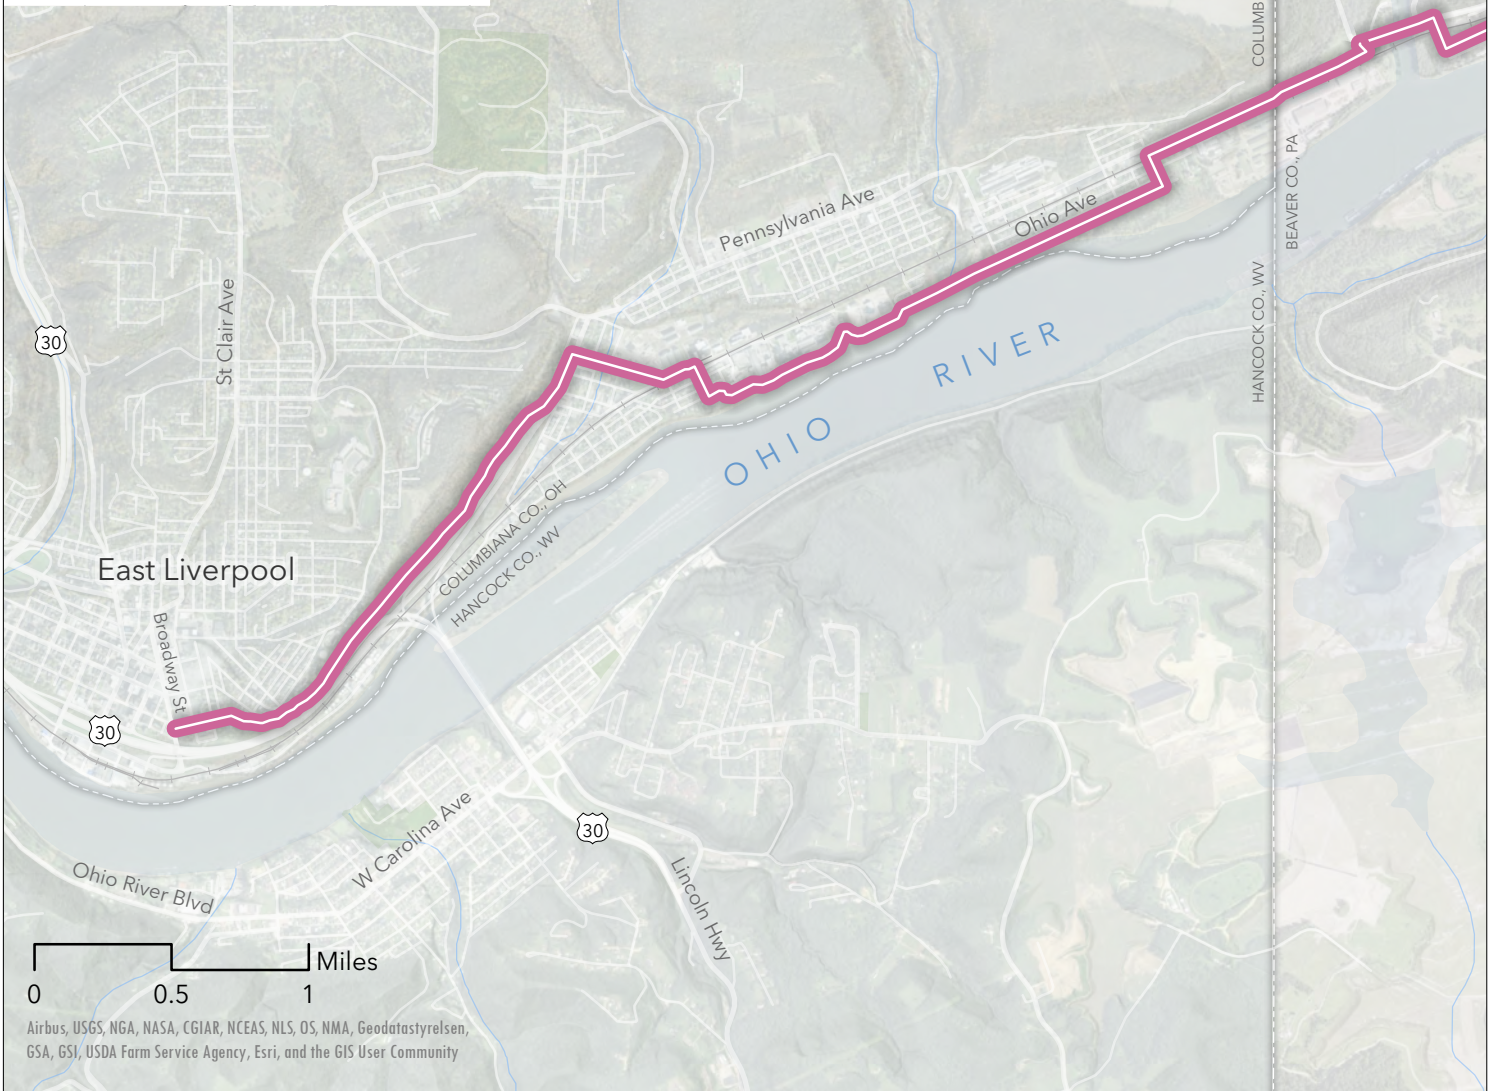 COLUMB
BEAVER CO., PA
Pennsylvania Ave
Ohio Ave
HANCOCK CO., WV
St Clair Ave
30
OHIO RIVER
COLUMBIANA CO., OH
HANCOCK CO., WV
East Liverpool
Broadway St
30
30
W Carolina Ave
Ohio River Blvd
Lincoln Hwy
Miles
0 0.5 1
Airbus, USGS, NGA, NASA, CGIAR, NCEAS, NLS, OS, NMA, Geodatastyrelsen,
GSA, GSI, USDA Farm Service Agency, Esri, and the GIS User Community